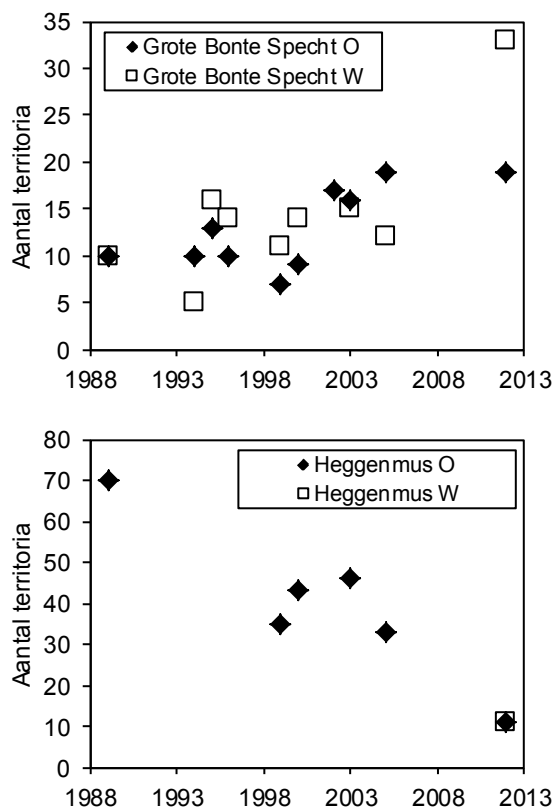 35
30
25
20
15
10
5
0
Aantal territoria
Grote Bonte Specht O
Grote Bonte Specht W
1988 1993 1998 2003 2008 2013
80
70
60
50
40
30
20
10
0
Aantal territoria
Heggenmus O
Heggenmus W
1988 1993 1998 2003 2008 2013